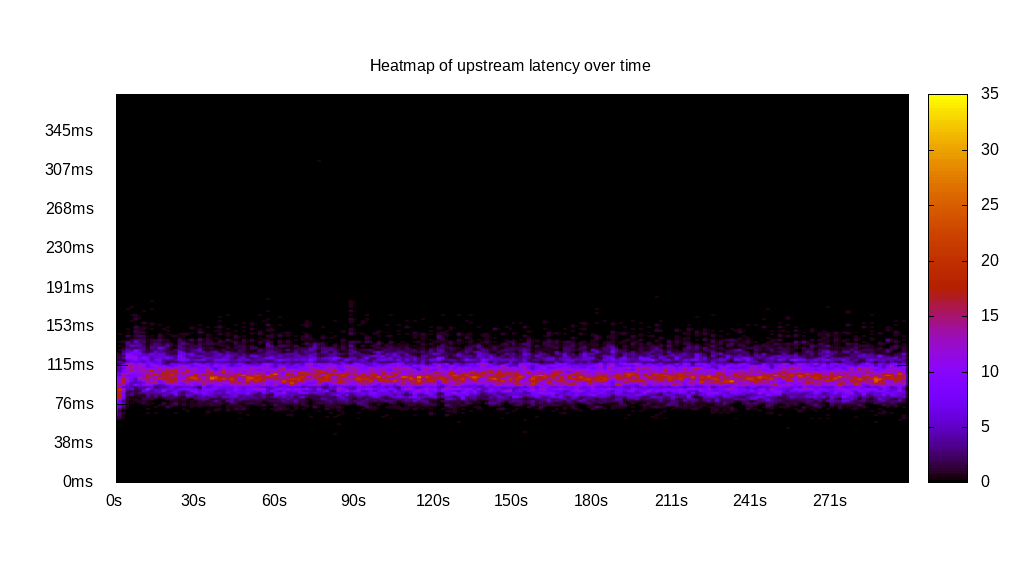 Heatmap of upstream latency over time
345ms
307ms
268ms
230ms
191ms
153ms
115ms
76ms
38ms
0ms
0s 30s 60s 90s 120s 150s 180s 211s 241s 271s
35
30
25
20
15
10
5
0